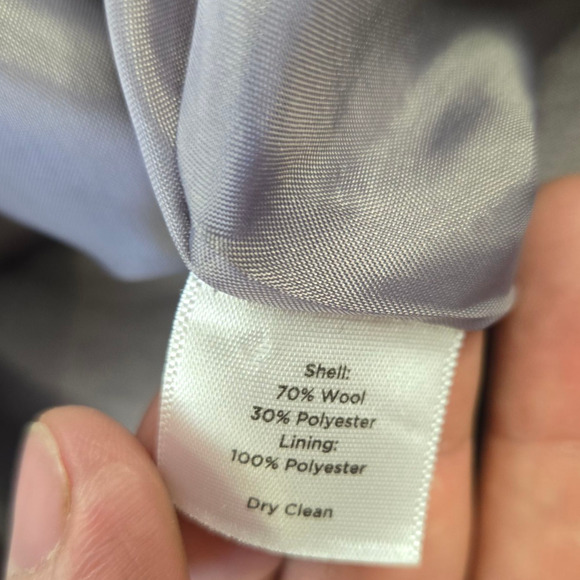 Shell:
70% Wool
30% Polyester
Lining:
100% Polyester
Dry Clean